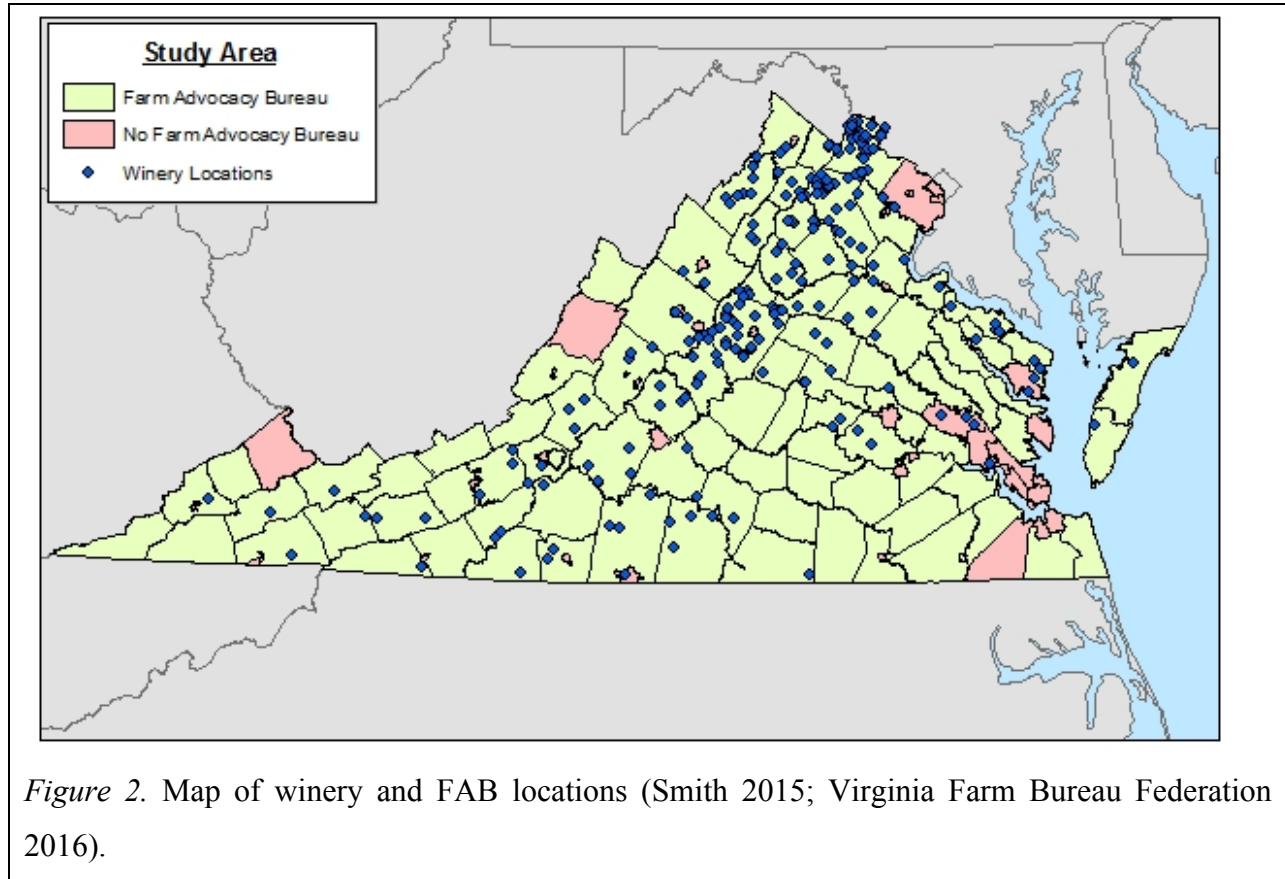 Study Area
Farm Advocacy Bureau
No Farm Advocacy Bureau
Winery Locations
Figure 2. Map of winery and FAB locations (Smith 2015; Virginia Farm Bureau Federation
2016).